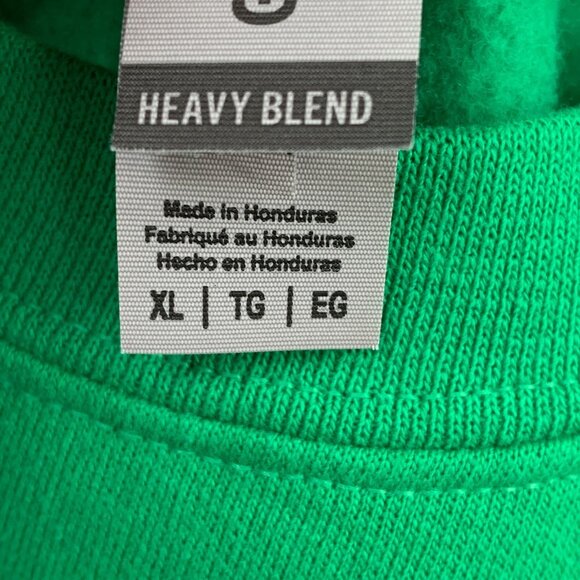 HEAVY BLEND
Made in Honduras
Fabriqué au Honduras
Hecho en Honduras
XL | TG | EG